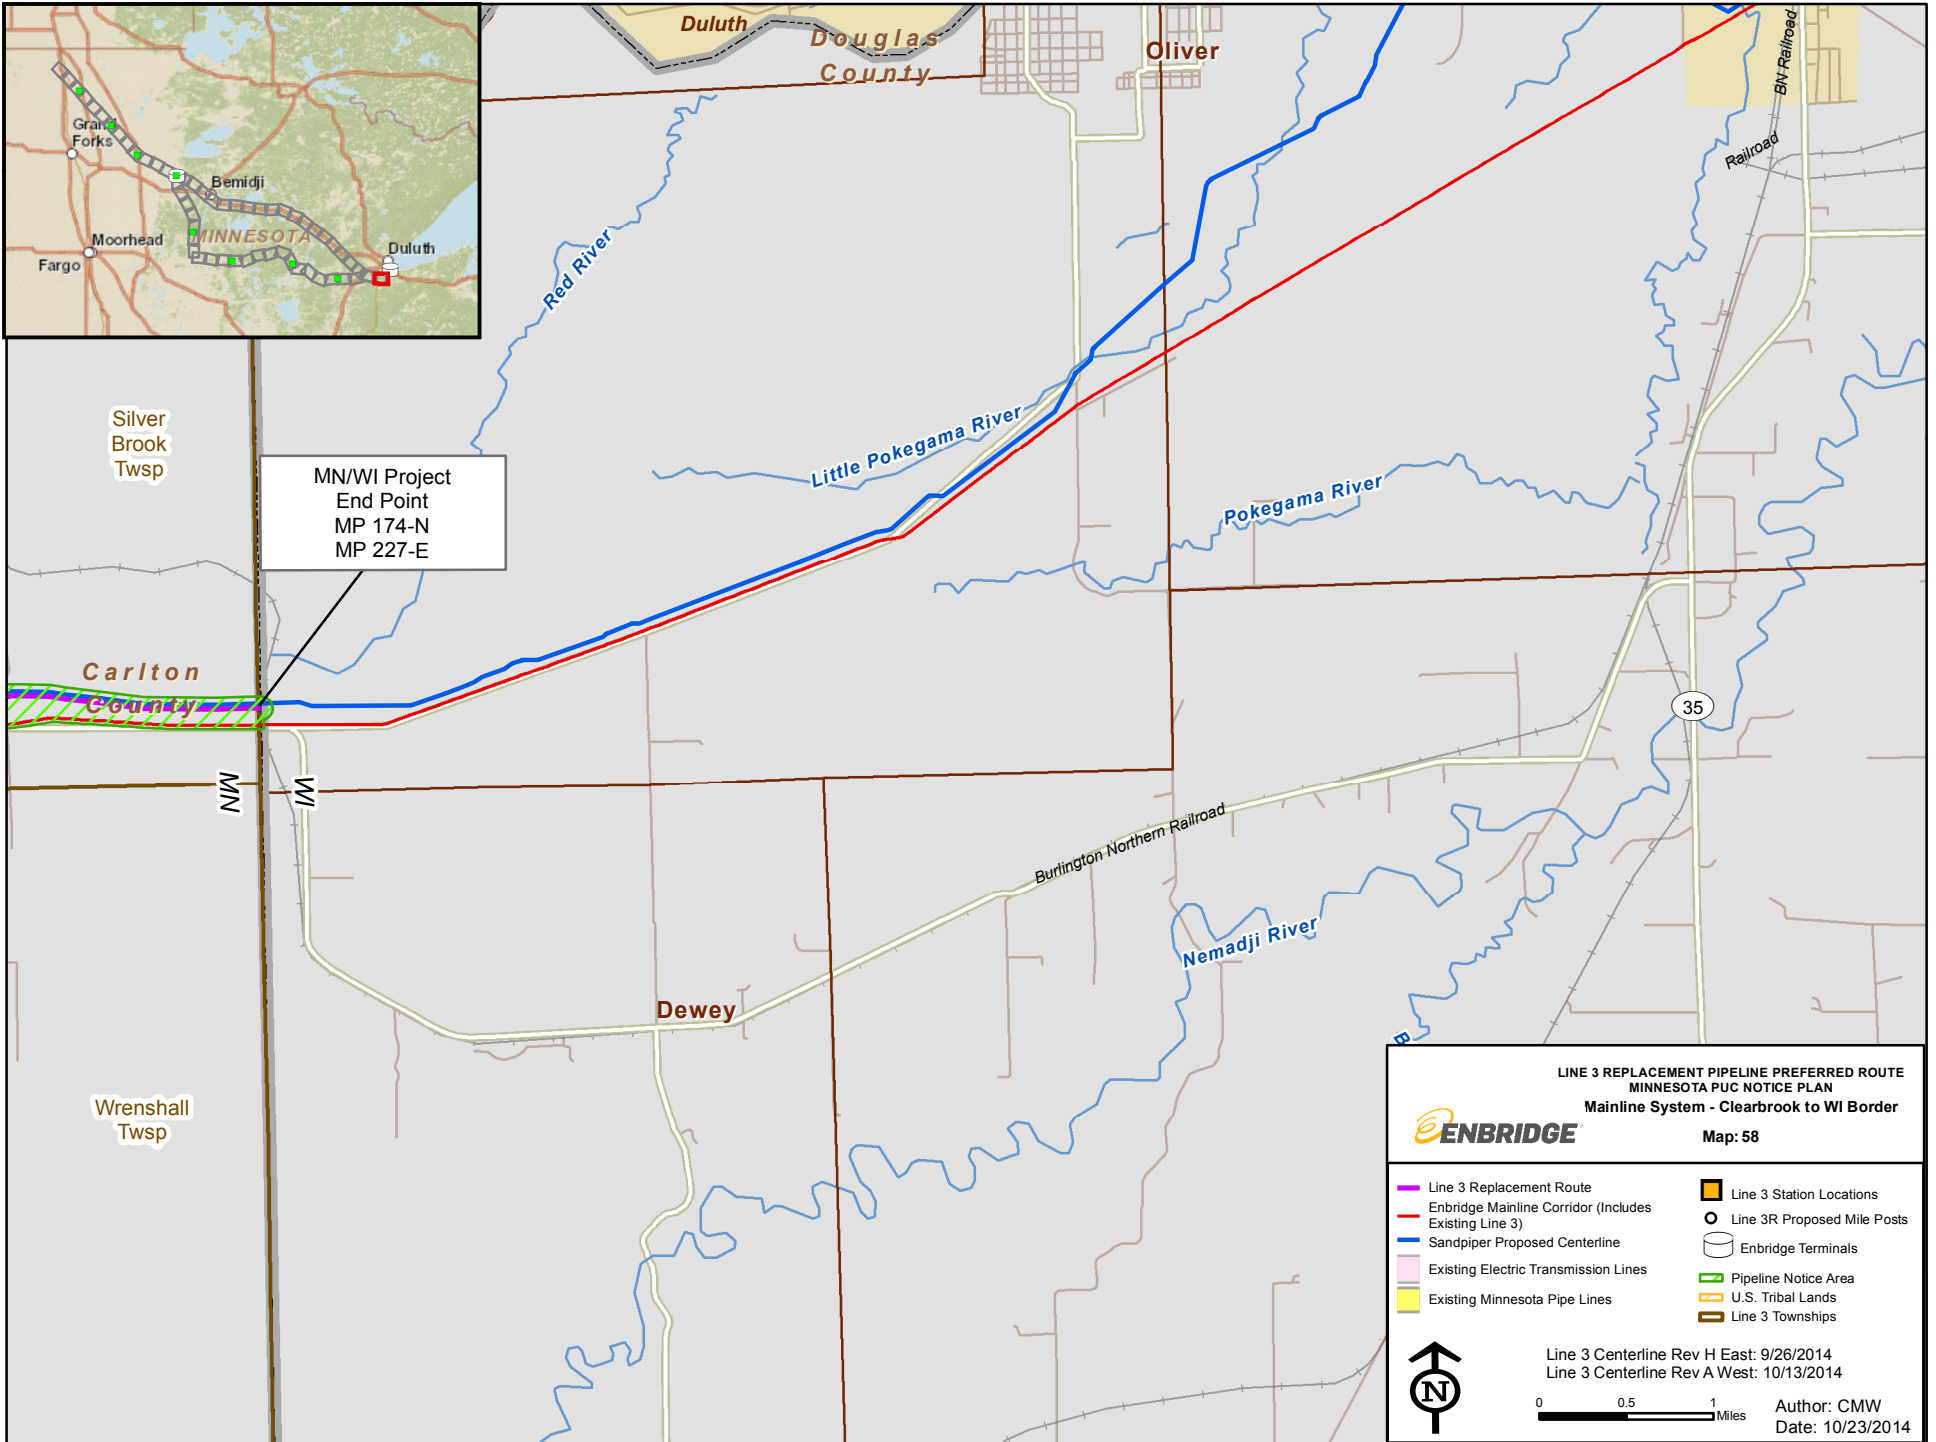 Duluth
Douglas
County
Oliver
BN Railroad
Railroad
Grand
Forks
Bemidji
MINNESOTA
Moorhead
Fargo
Duluth
Red River
Silver
Brook
Twsp
MN/WI Project
End Point
MP 174-N
MP 227-E
Little Pokegama River
Pokegama River
Carlton
County
35
MN
WI
Burlington Northern Railroad
Nemadji River
Dewey
B
Wrenshall
Twsp
LINE 3 REPLACEMENT PIPELINE PREFERRED ROUTE
MINNESOTA PUC NOTICE PLAN
Mainline System - Clearbrook to WI Border
ENBRIDGE
Map: 58
Line 3 Replacement Route
Enbridge Mainline Corridor (Includes
Existing Line 3)
Sandpiper Proposed Centerline
Existing Electric Transmission Lines
Existing Minnesota Pipe Lines
Line 3 Station Locations
Line 3R Proposed Mile Posts
Enbridge Terminals
Pipeline Notice Area
U.S. Tribal Lands
Line 3 Townships
N
Line 3 Centerline Rev H East: 9/26/2014
Line 3 Centerline Rev A West: 10/13/2014
0 0.5 1
Miles
Author: CMW
Date: 10/23/2014